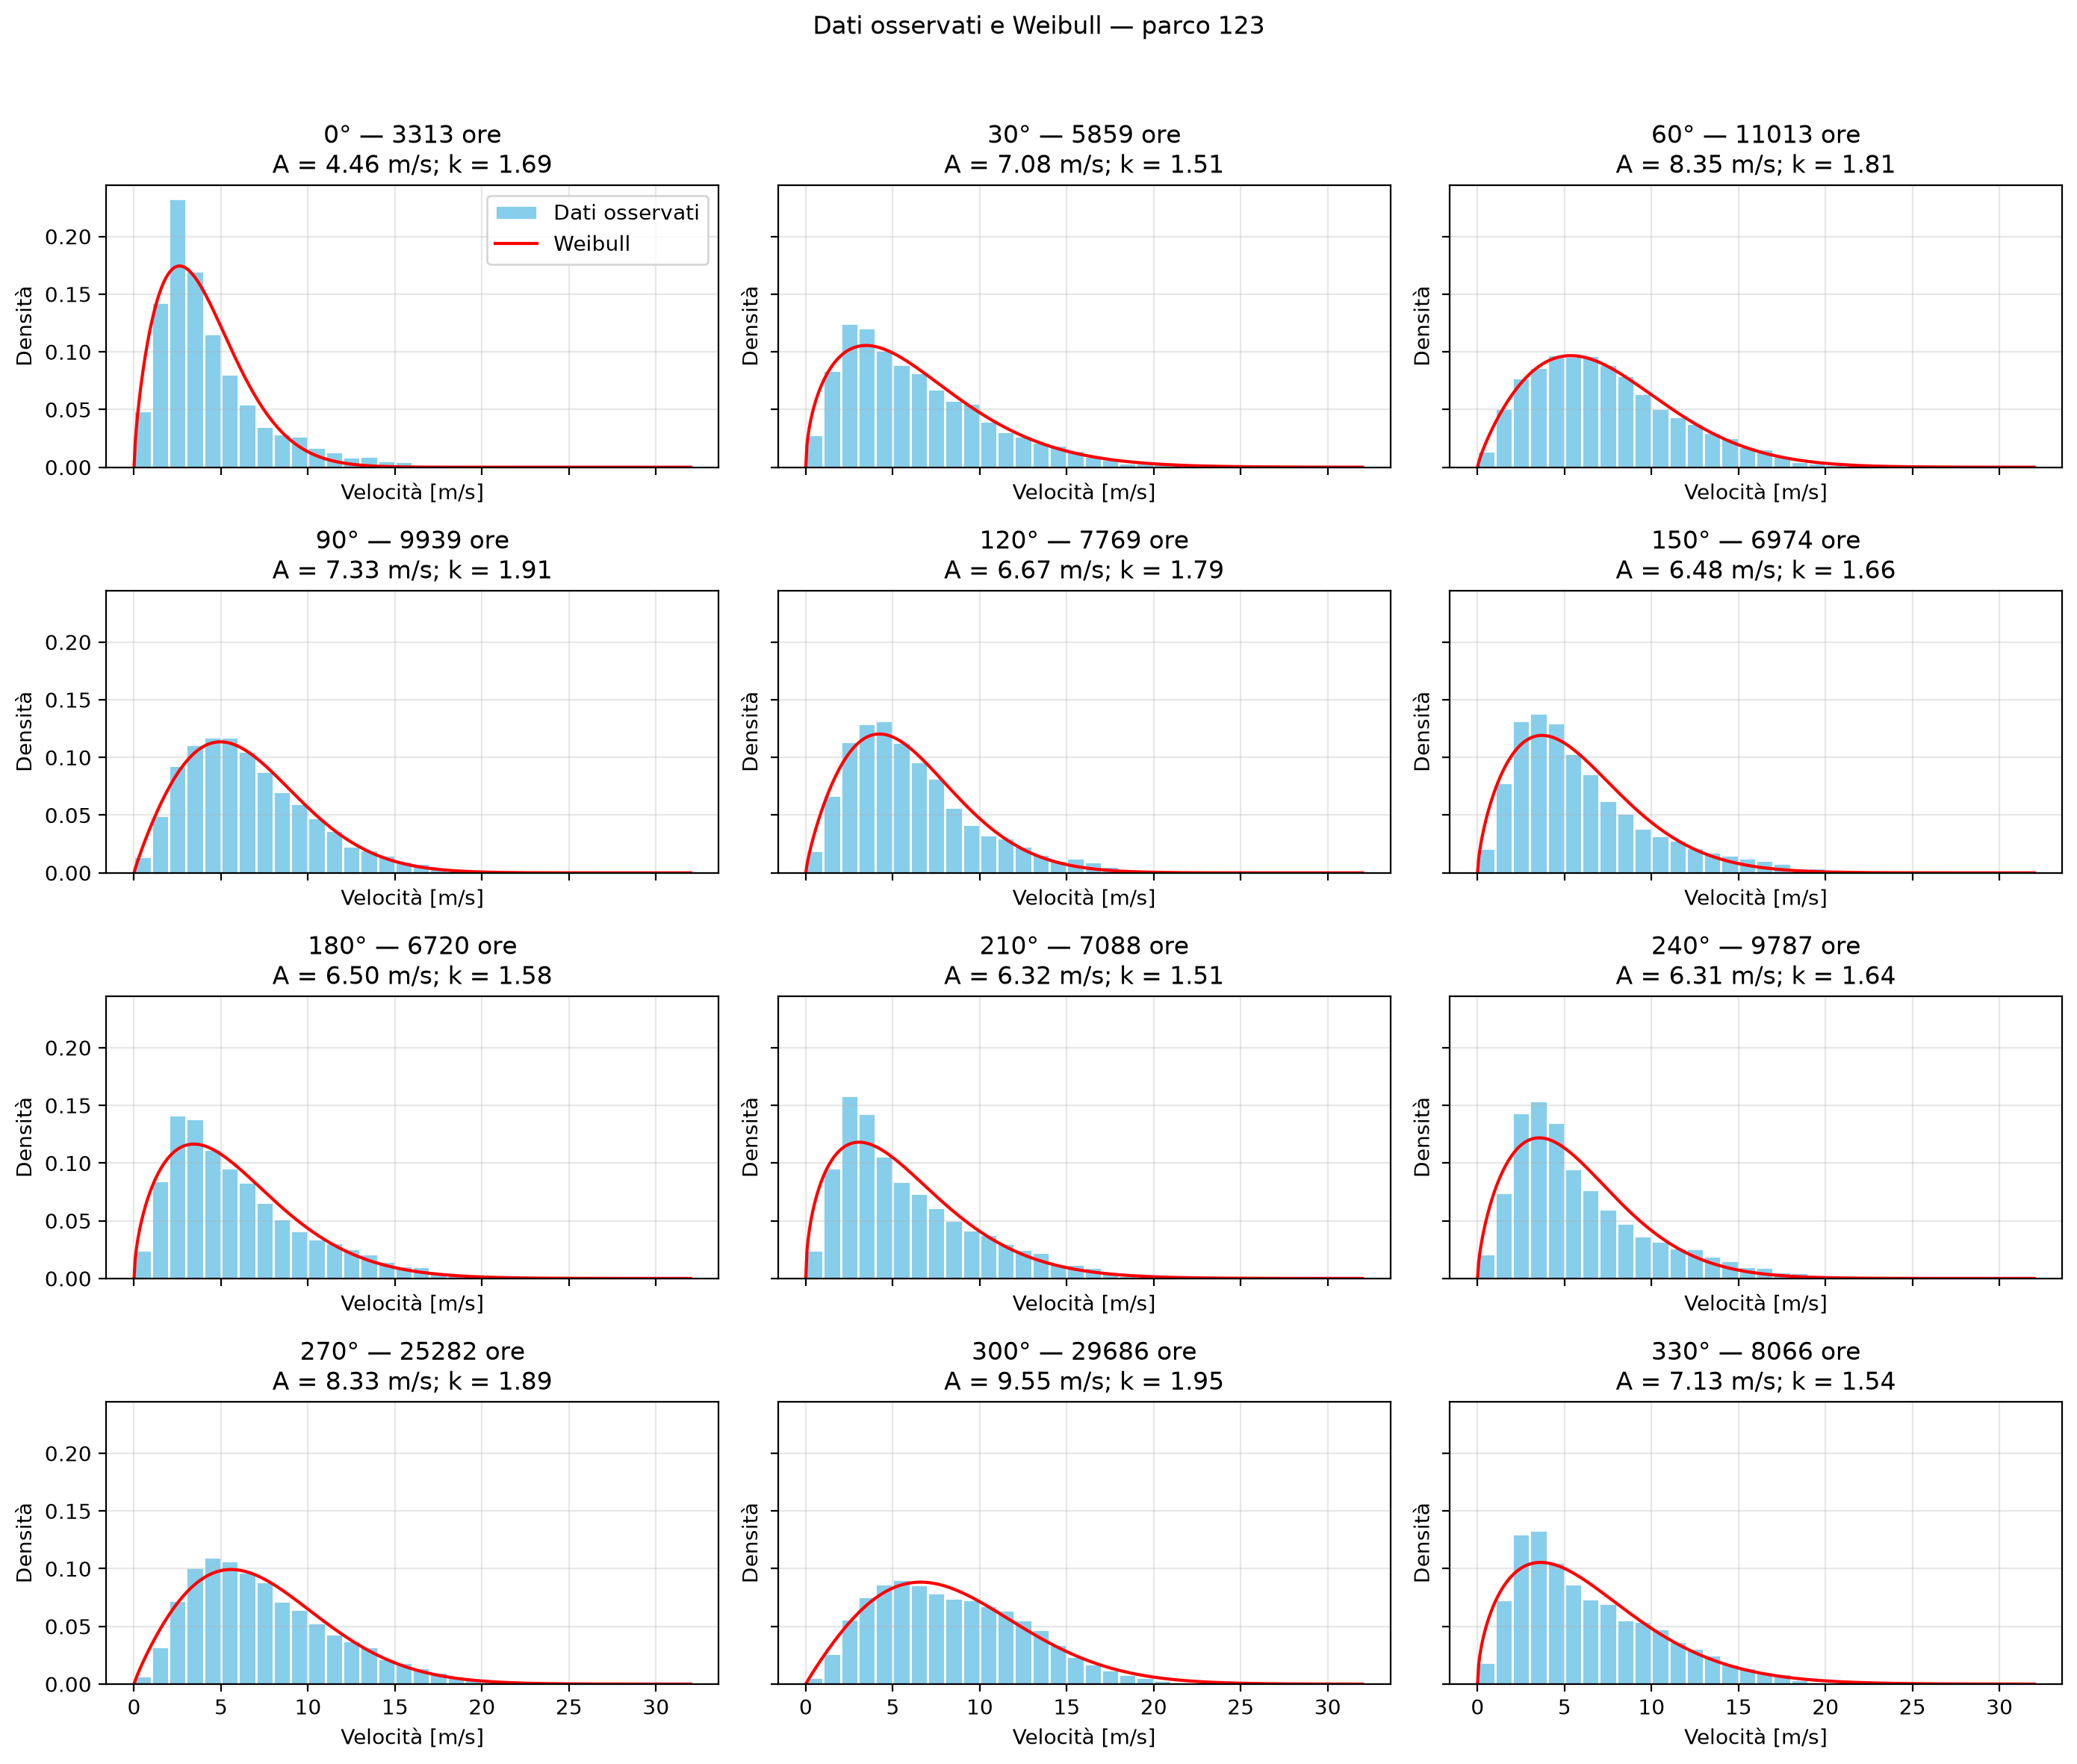 Dati osservati e Weibull — parco 123
0° — 3313 ore
A = 4.46 m/s; k = 1.69
Dati osservati
Weibull
0.20
0.15
0.10
0.05
0.00
Densità
Velocità [m/s]
30° — 5859 ore
A = 7.08 m/s; k = 1.51
Densità
Velocità [m/s]
60° — 11013 ore
A = 8.35 m/s; k = 1.81
Densità
Velocità [m/s]
90° — 9939 ore
A = 7.33 m/s; k = 1.91
0.20
0.15
0.10
0.05
0.00
Densità
Velocità [m/s]
120° — 7769 ore
A = 6.67 m/s; k = 1.79
Densità
Velocità [m/s]
150° — 6974 ore
A = 6.48 m/s; k = 1.66
Densità
Velocità [m/s]
180° — 6720 ore
A = 6.50 m/s; k = 1.58
0.20
0.15
0.10
0.05
0.00
Densità
Velocità [m/s]
210° — 7088 ore
A = 6.32 m/s; k = 1.51
Densità
Velocità [m/s]
240° — 9787 ore
A = 6.31 m/s; k = 1.64
Densità
Velocità [m/s]
270° — 25282 ore
A = 8.33 m/s; k = 1.89
0.20
0.15
0.10
0.05
0.00
Densità
0 5 10 15 20 25 30
Velocità [m/s]
300° — 29686 ore
A = 9.55 m/s; k = 1.95
Densità
0 5 10 15 20 25 30
Velocità [m/s]
330° — 8066 ore
A = 7.13 m/s; k = 1.54
Densità
0 5 10 15 20 25 30
Velocità [m/s]